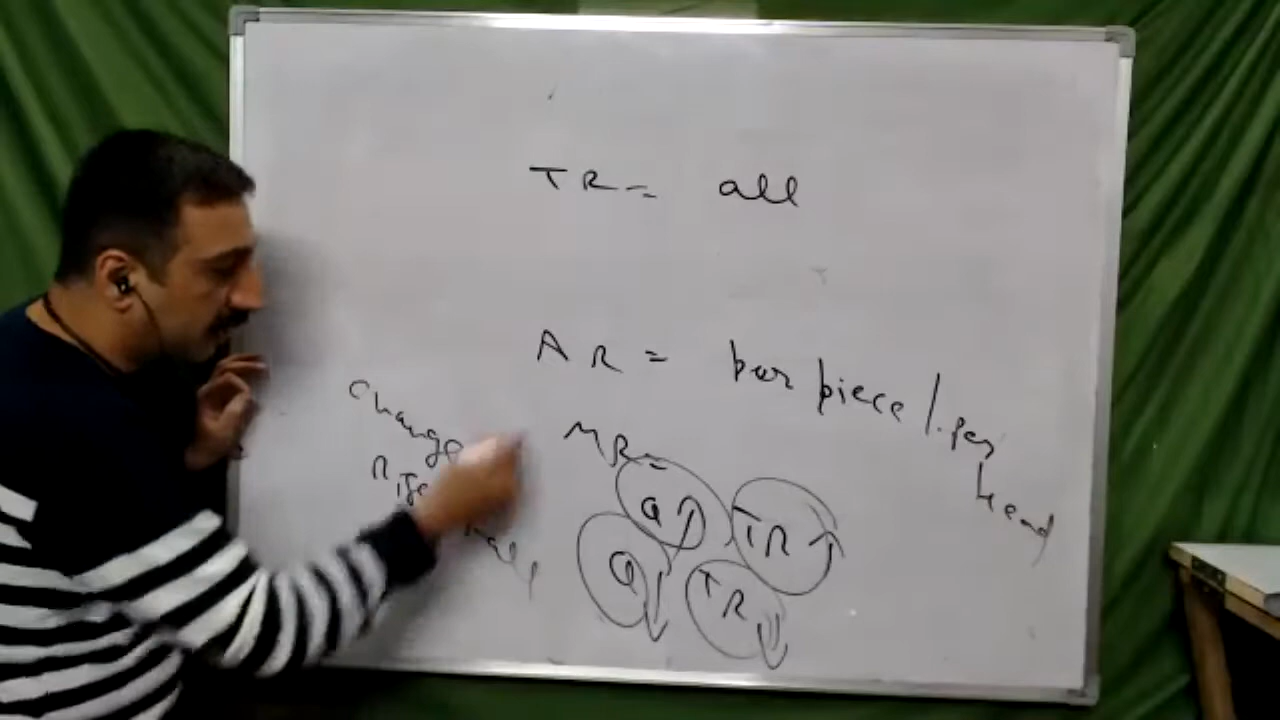 TR = all
AR = per piece / per head
MR =
Change
Q ↑ TR ↑
Q ↓ TR ↓